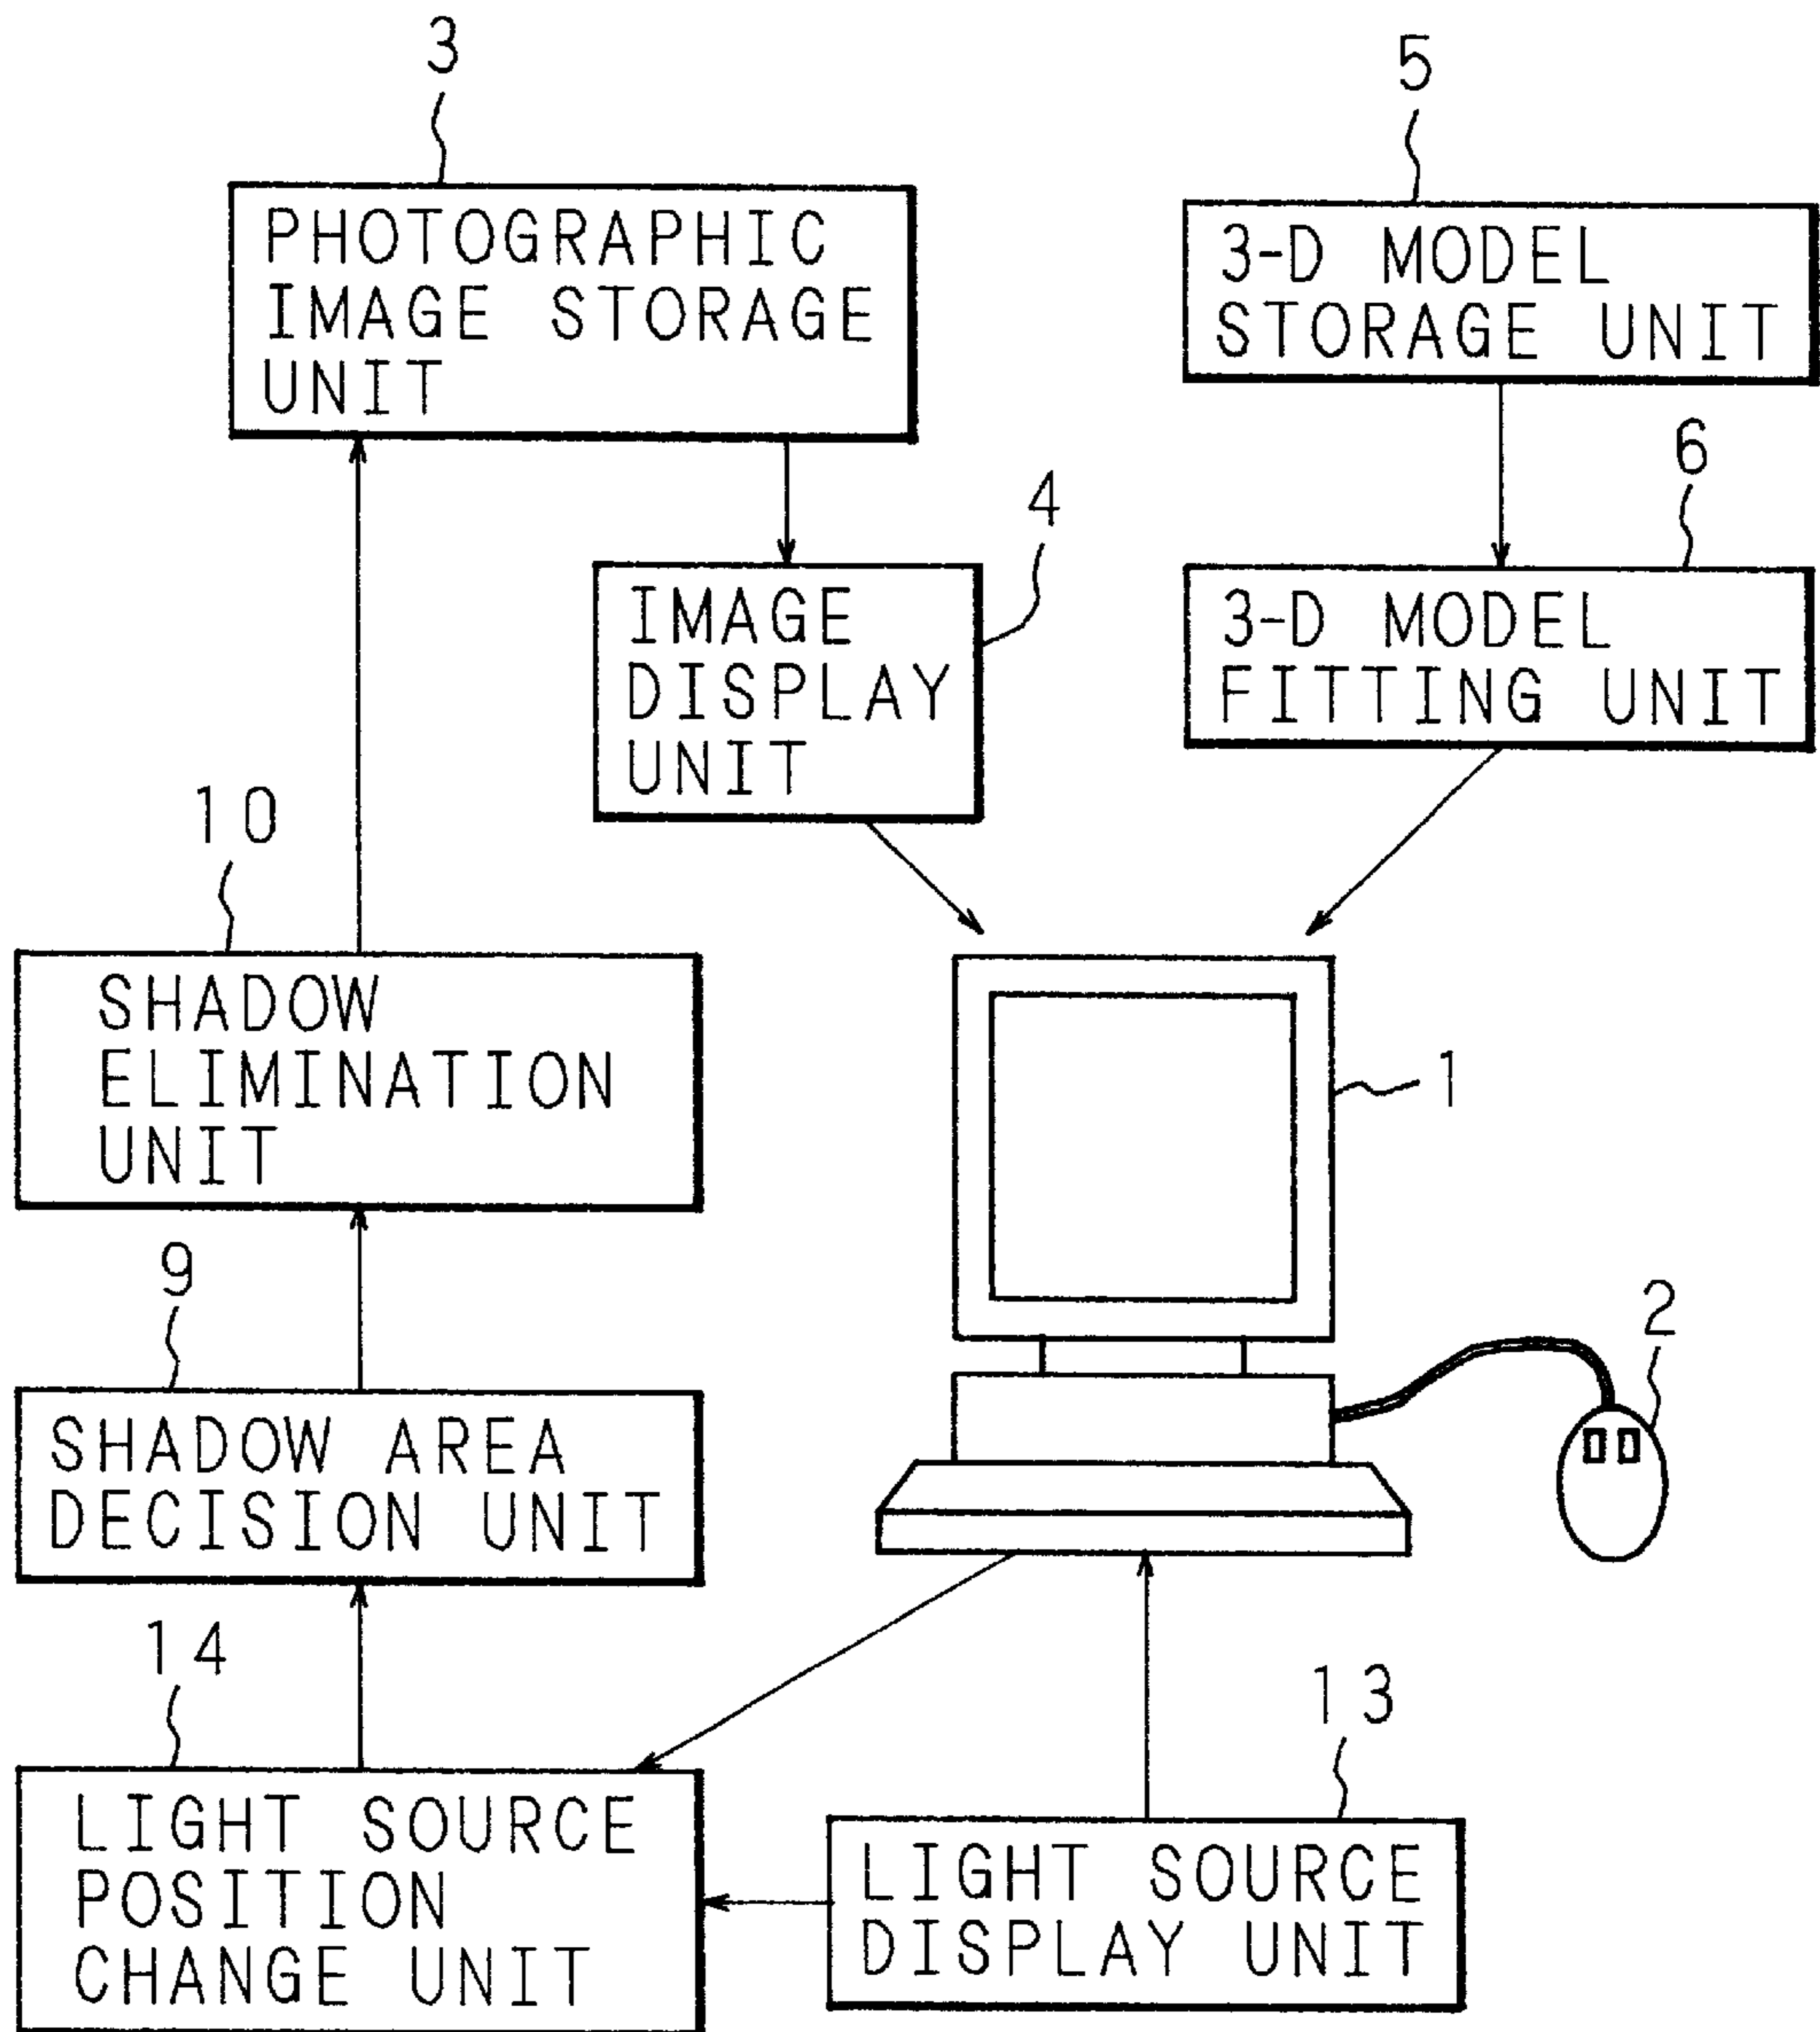 3
PHOTOGRAPHIC
IMAGE STORAGE
UNIT
5
3-D MODEL
STORAGE UNIT
4
IMAGE
DISPLAY
UNIT
6
3-D MODEL
FITTING UNIT
10
SHADOW
ELIMINATION
UNIT
1
9
SHADOW AREA
DECISION UNIT
2
14
LIGHT SOURCE
POSITION
CHANGE UNIT
13
LIGHT SOURCE
DISPLAY UNIT